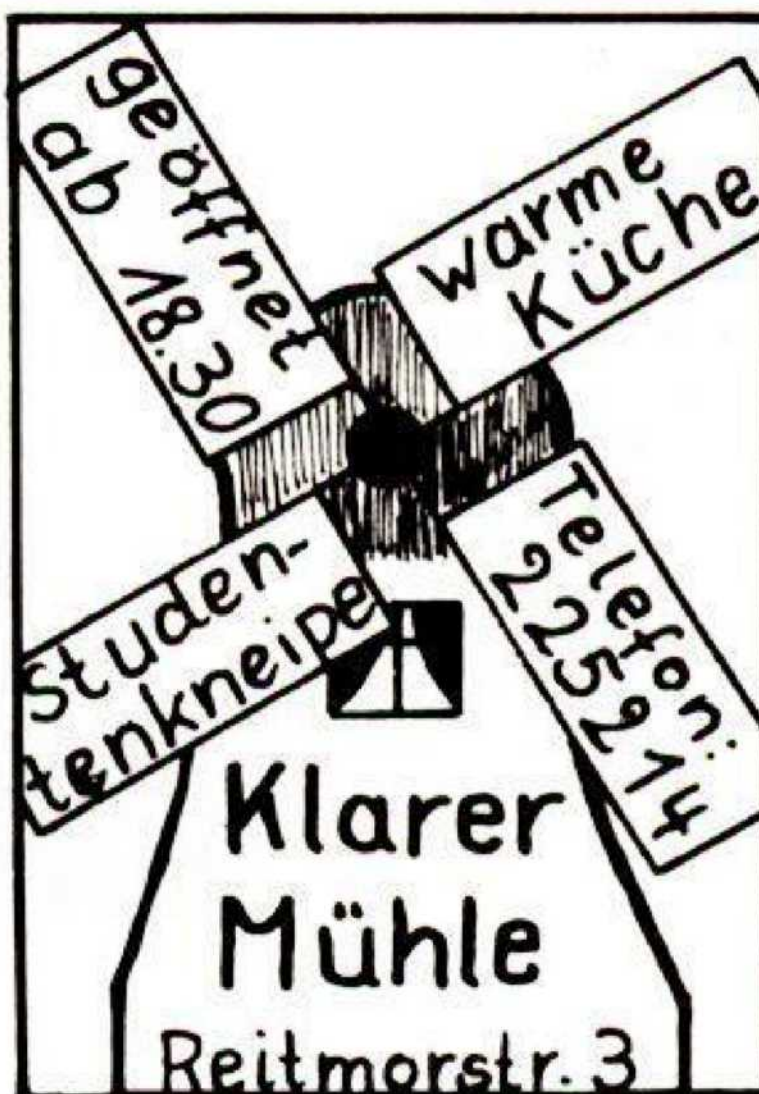 geöffnet
ab 18.30
warme
Küche
Studen-
tenkneipe
Telefon:
225214
Klarer
Mühle
Reitmorstr. 3